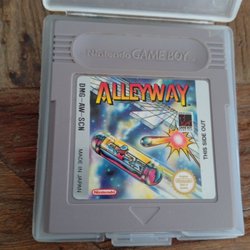 Nintendo GAME BOY
ALLEYWAY
DMG-AW-SCN
THIS SIDE OUT
MADE IN JAPAN
Nintendo